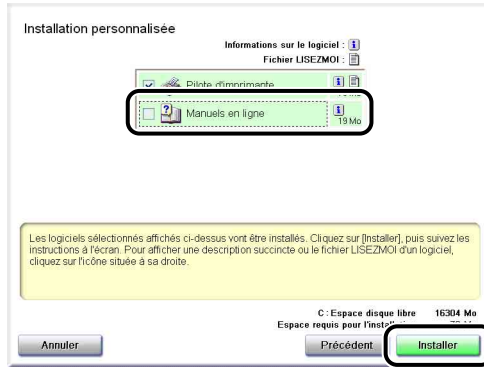 Installation personnalisée
Informations sur le logiciel :
Fichier LISEZMOI :
Pilote d'imprimante
Manuels en ligne
19 Mo
Les logiciels sélectionnés affichés ci-dessus vont être installés. Cliquez sur [Installer], puis suivez les
instructions à l'écran. Pour afficher une description succincte ou le fichier LISEZMOI d'un logiciel,
cliquez sur l'icône située à sa droite.
C : Espace disque libre 16304 Mo
Espace requis pour
Annuler
Précédent
Installer